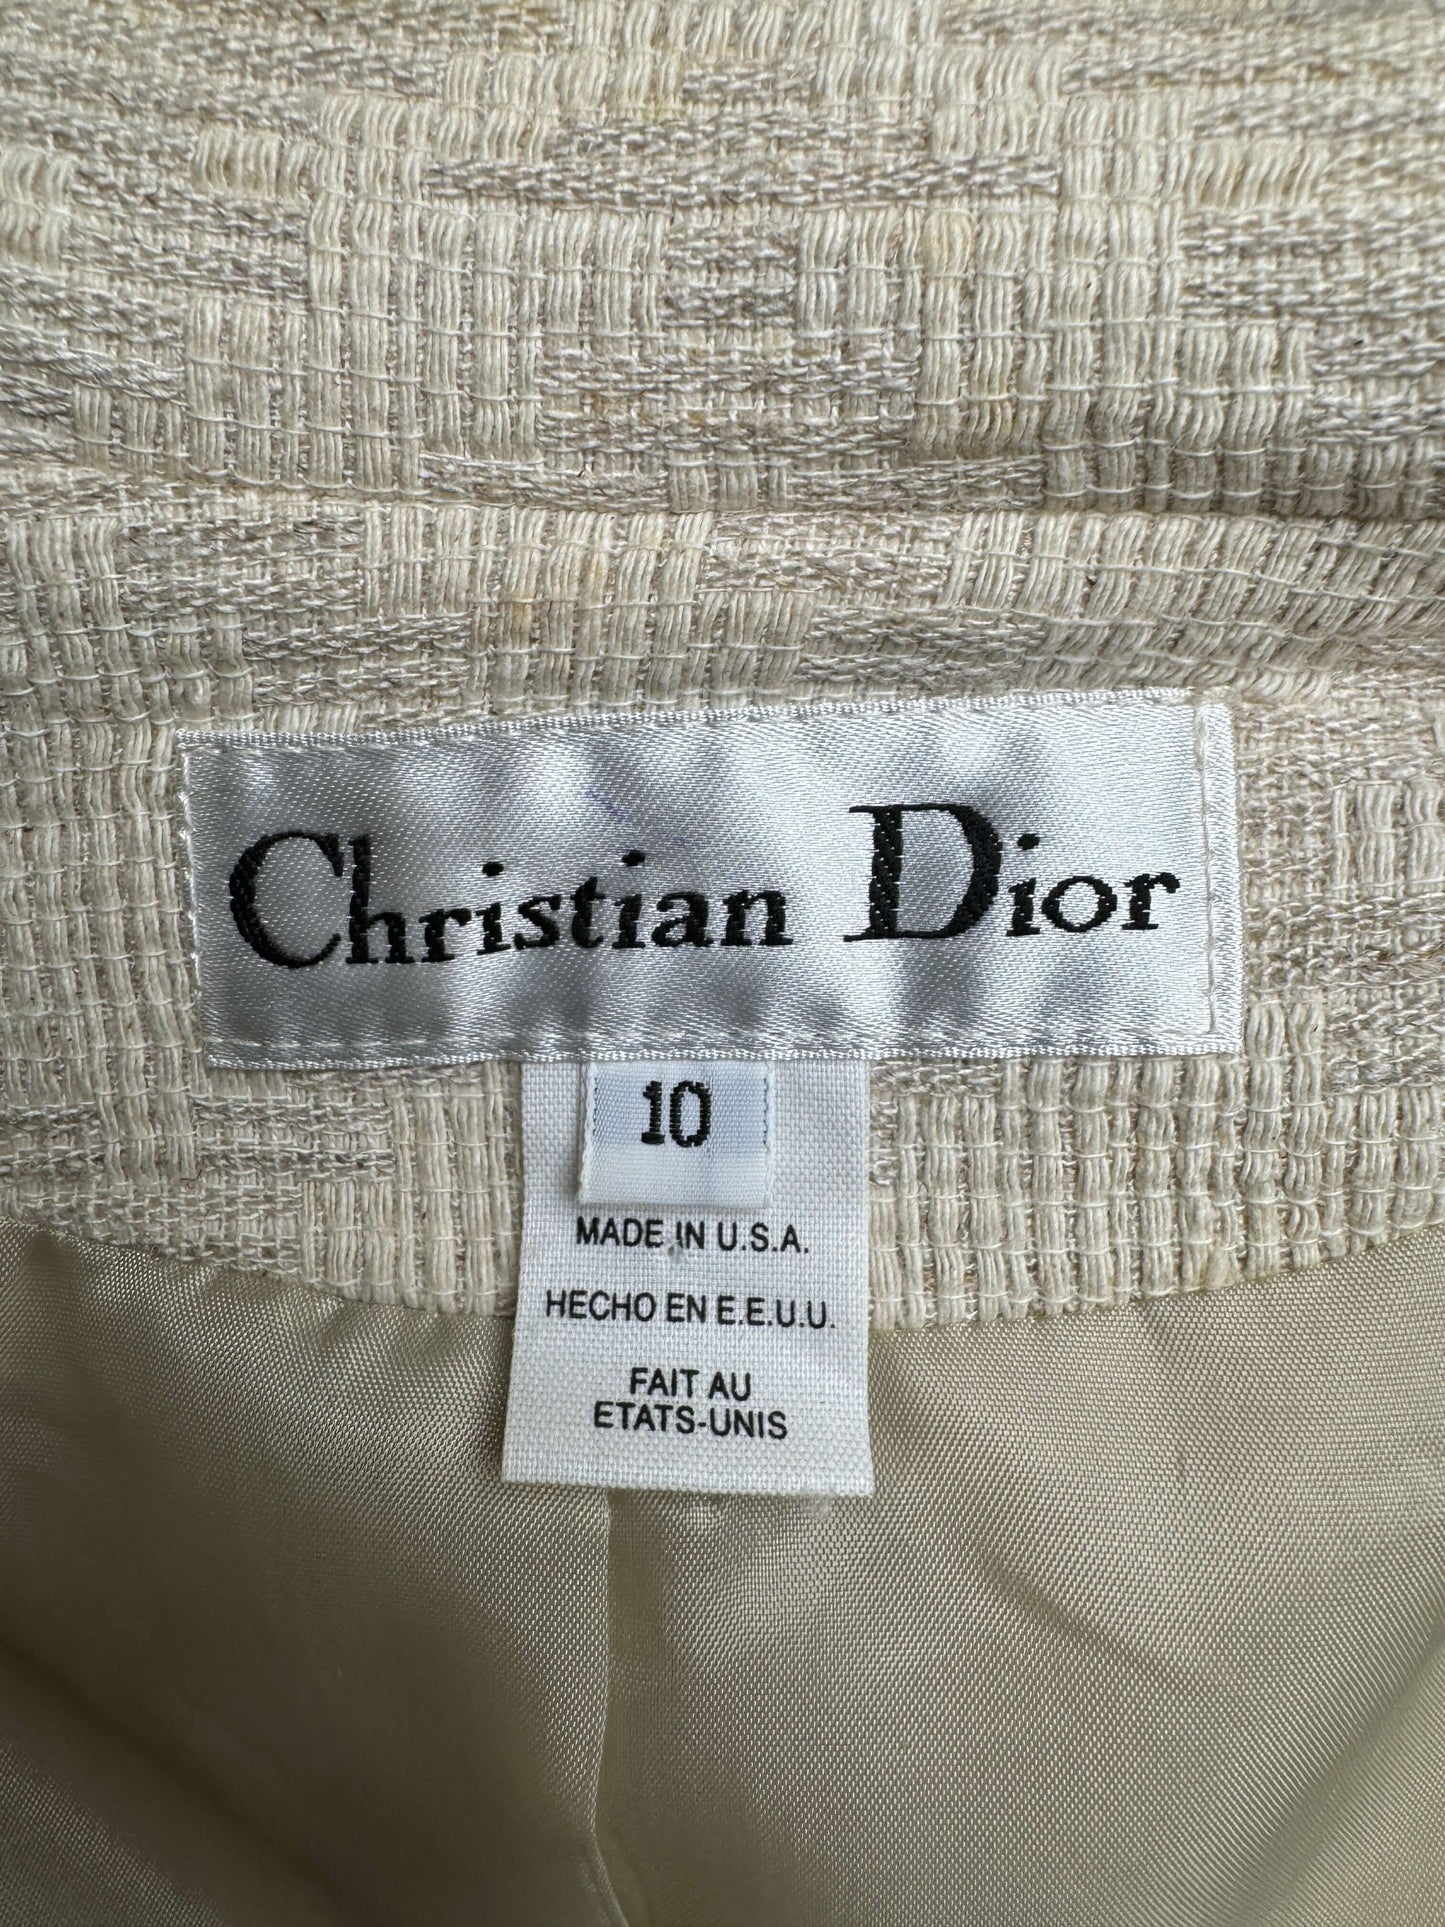 Christian Dior
10
MADE IN U.S.A.
HECHO EN E.E.U.U.
FAIT AU
ETATS-UNIS